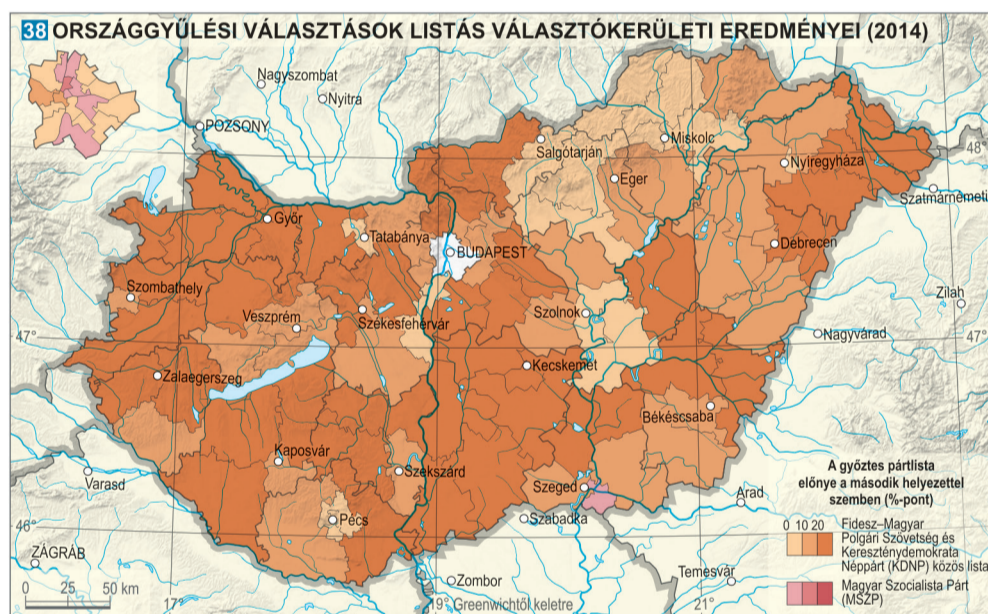 38 ORSZÁGGYŰLÉSI VÁLASZTÁSOK LISTÁS VÁLASZTÓKERÜLETI EREDMÉNYEI (2014)
Nagyszombat
Nyitra
POZSONY
Salgótarján
Miskolc
48°
Nyíregyháza
Eger
Szatmárnémeti
Győr
Tatabánya
BUDAPEST
Debrecen
Szombathely
Veszprém
Székesfehérvár
Szolnok
Zilah
47°
Nagyvárad
47°
Zalaegerszeg
Kecskemét
Békéscsaba
Kaposvár
Szekszárd
Varasd
Szeged
Arad
Pécs
Szabadka
46°
46°
ZÁGRÁB
Temesvár
Zombor
0 25 50 km
17°
19°
Greenwichtől keletre
21°
A győztes pártlista
előnye a második helyezettel
szemben (%-pont)
0 10 20
Fidesz–Magyar
Polgári Szövetség és
Kereszténydemokrata
Néppárt (KDNP) közös lista
Magyar Szocialista Párt
(MSZP)